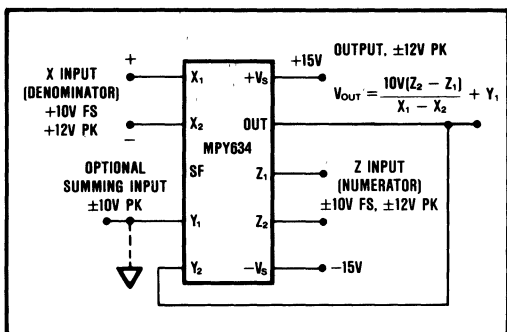 +
X INPUT
(DENOMINATOR)
+10V FS
+12V PK
−
OPTIONAL
SUMMING INPUT
±10V PK
X₁
X₂
SF
Y₁
Y₂
MPY634
+Vₛ
OUT
Z₁
Z₂
−Vₛ
+15V
OUTPUT, ±12V PK
V_OUT = 10V(Z₂ − Z₁) / X₁ − X₂ + Y₁
Z INPUT
(NUMERATOR)
±10V FS, ±12V PK
−15V